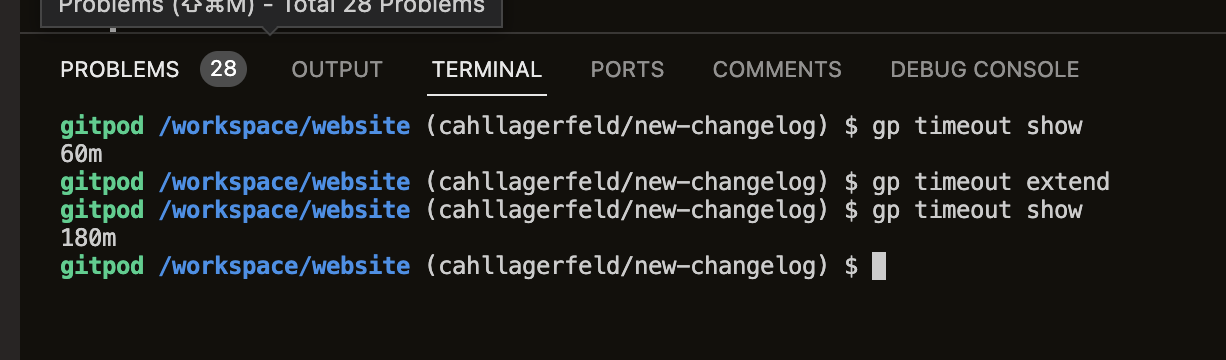 Problems (⇧⌘M) - Total 28 Problems
PROBLEMS 28 OUTPUT TERMINAL PORTS COMMENTS DEBUG CONSOLE
gitpod /workspace/website (cahllagerfeld/new-changelog) $ gp timeout show
60m
gitpod /workspace/website (cahllagerfeld/new-changelog) $ gp timeout extend
gitpod /workspace/website (cahllagerfeld/new-changelog) $ gp timeout show
180m
gitpod /workspace/website (cahllagerfeld/new-changelog) $